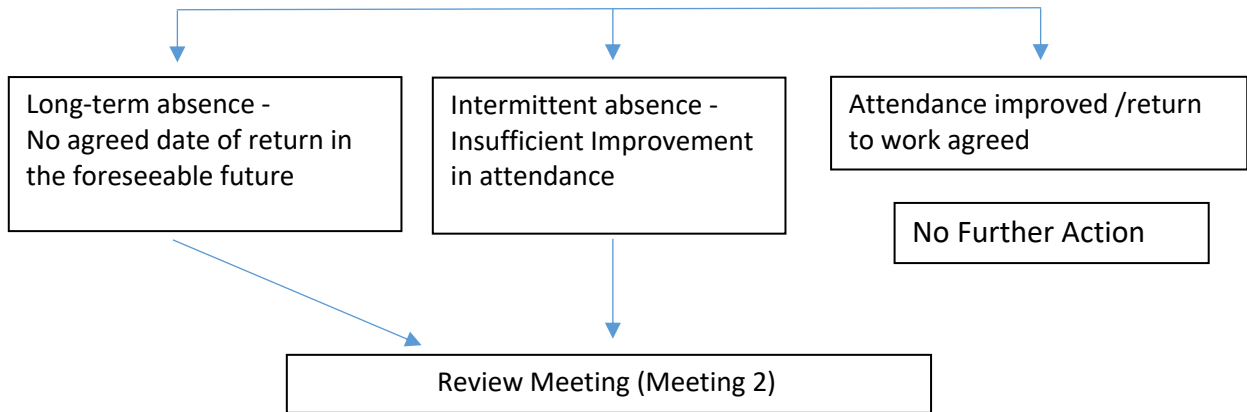 Long-term absence -
No agreed date of return in
the foreseeable future
Intermittent absence -
Insufficient Improvement
in attendance
Attendance improved /return
to work agreed
No Further Action
Review Meeting (Meeting 2)